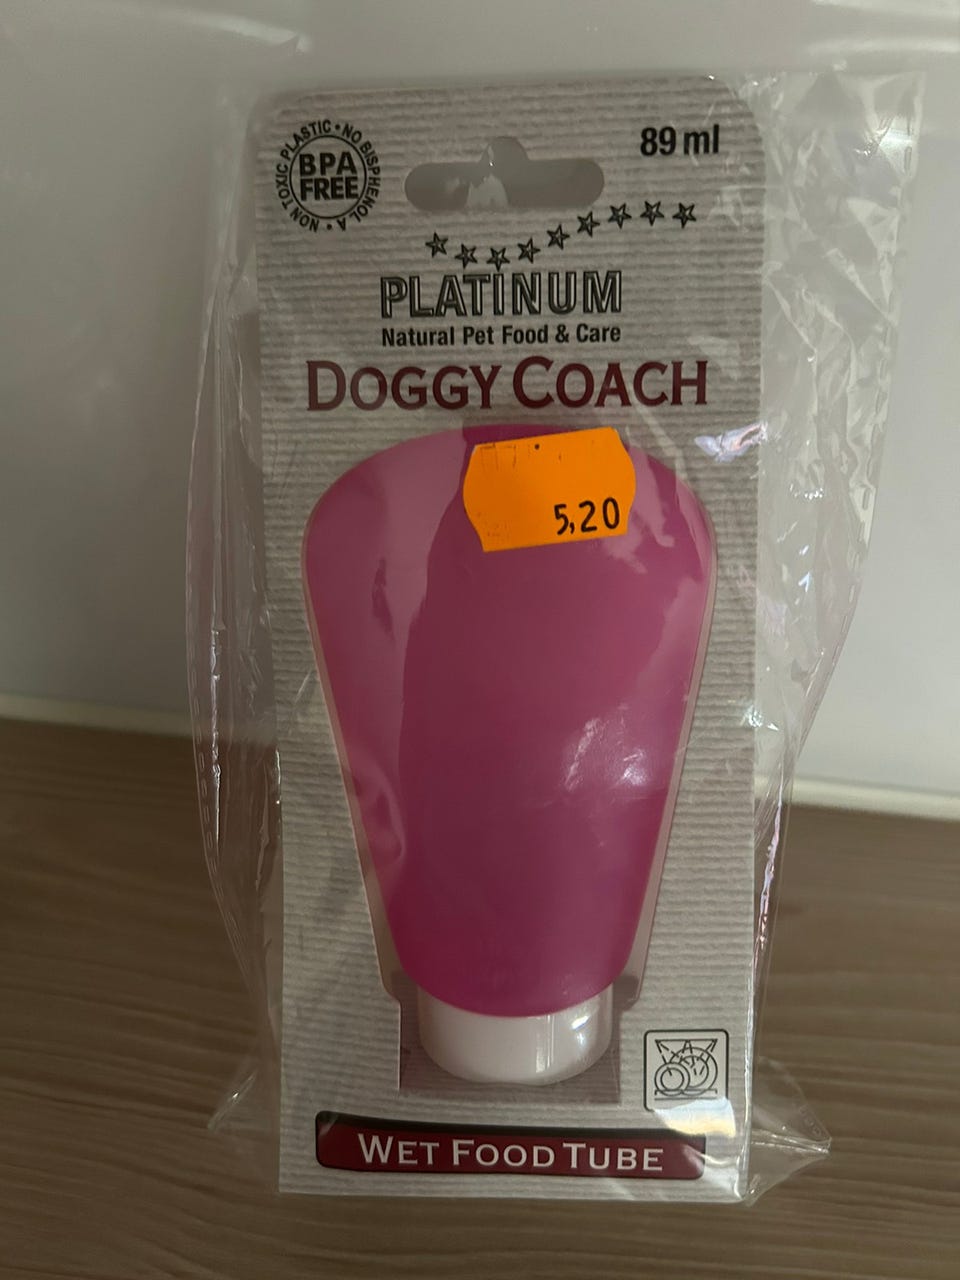 NON TOXIC PLASTIC • NO BISPHENOL A •
BPA
FREE
89 ml
PLATINUM
Natural Pet Food & Care
DOGGY COACH
5,20
WET FOOD TUBE